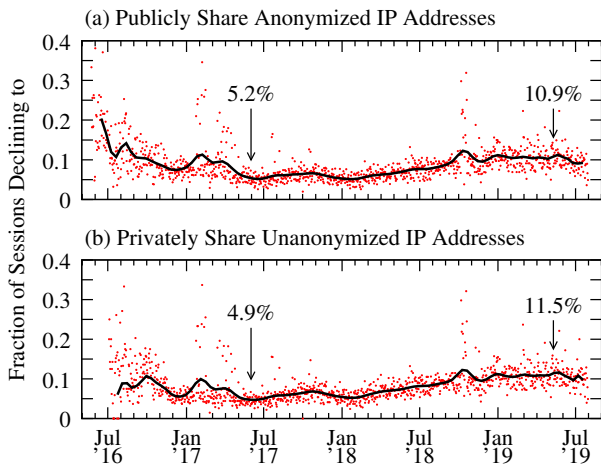 (a) Publicly Share Anonymized IP Addresses
0.4
0.3
0.2
0.1
0
5.2%
10.9%
Fraction of Sessions Declining to
(b) Privately Share Unanonymized IP Addresses
0.4
0.3
0.2
0.1
0
4.9%
11.5%
Jul Jan Jul Jan Jul Jan Jul
'16 '17 '17 '18 '18 '19 '19